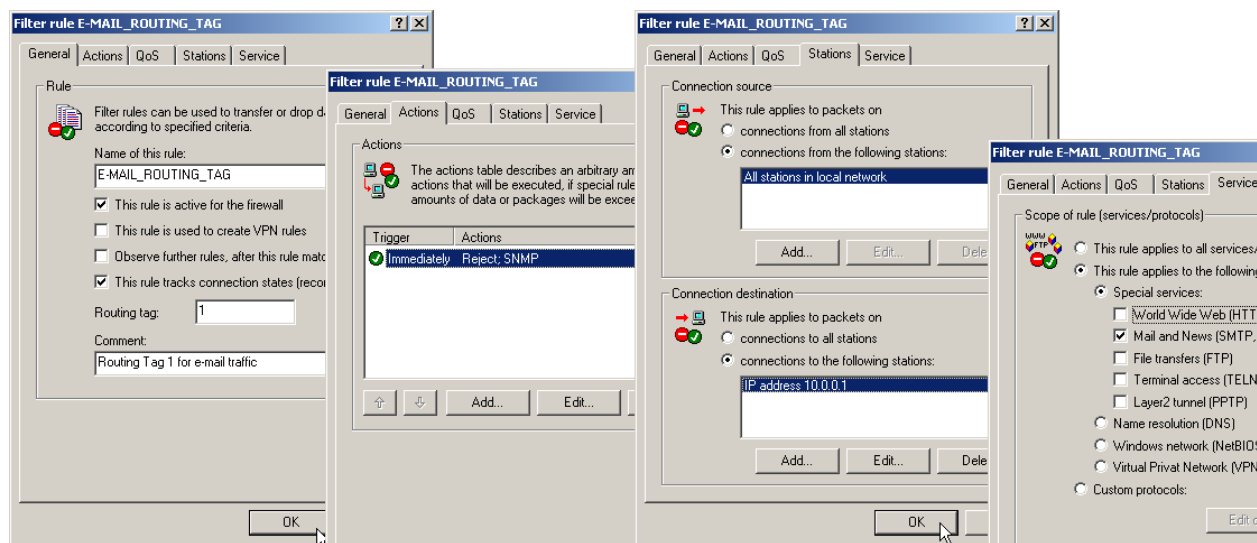 Filter rule E-MAIL_ROUTING_TAG
General Actions QoS Stations Service
Rule
Filter rules can be used to transfer or drop d
according to specified criteria.
Name of this rule:
E-MAIL_ROUTING_TAG
This rule is active for the firewall
This rule is used to create VPN rules
Observe further rules, after this rule matc
This rule tracks connection states (recor
Routing tag: 1
Comment:
Routing Tag 1 for e-mail traffic
OK
Filter rule E-MAIL_ROUTING_TAG
General Actions QoS Stations Service
Actions
The actions table describes an arbitrary am
actions that will be executed, if special rule
amounts of data or packages will be excee
Trigger Actions
Immediately Reject; SNMP
Add... Edit...
Filter rule E-MAIL_ROUTING_TAG
General Actions QoS Stations Service
Connection source
This rule applies to packets on
connections from all stations
connections from the following stations:
All stations in local network
Add... Edit... Dele
Connection destination
This rule applies to packets on
connections to all stations
connections to the following stations:
IP address 10.0.0.1
Add... Edit... Dele
OK
Filter rule E-MAIL_ROUTING_TAG
General Actions QoS Stations Service
Scope of rule (services/protocols)
WWW
FTP
This rule applies to all services/
This rule applies to the following
Special services:
World Wide Web (HTT
Mail and News (SMTP,
File transfers (FTP)
Terminal access (TELN
Layer2 tunnel (PPTP)
Name resolution (DNS)
Windows network (NetBIOS
Virtual Privat Network (VPN
Custom protocols:
Edit c